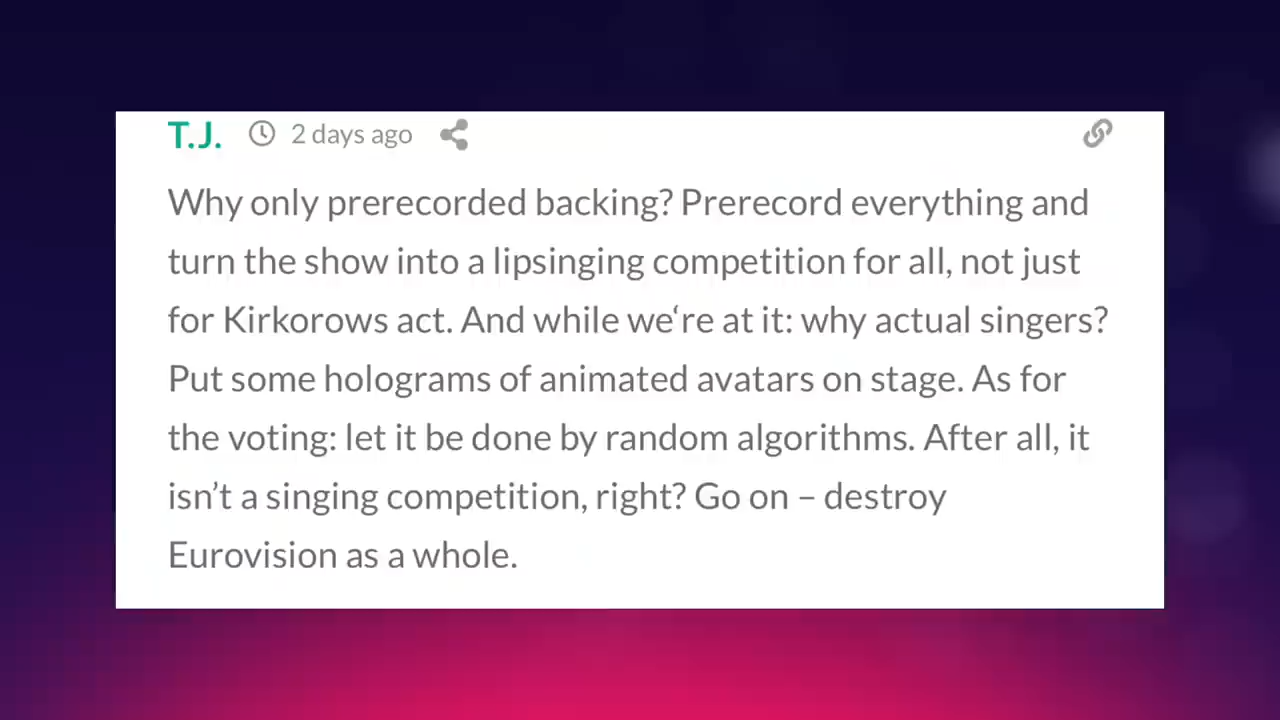 T.J. 2 days ago
Why only prerecorded backing? Prerecord everything and
turn the show into a lipsinging competition for all, not just
for Kirkorows act. And while we‘re at it: why actual singers?
Put some holograms of animated avatars on stage. As for
the voting: let it be done by random algorithms. After all, it
isn’t a singing competition, right? Go on – destroy
Eurovision as a whole.